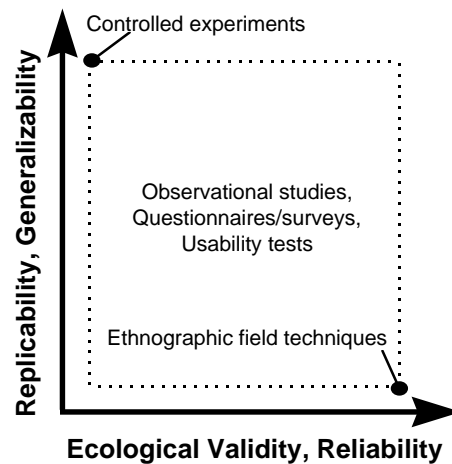 Controlled experiments
Replicability, Generalizability
Observational studies,
Questionnaires/surveys,
Usability tests
Ethnographic field techniques
Ecological Validity, Reliability